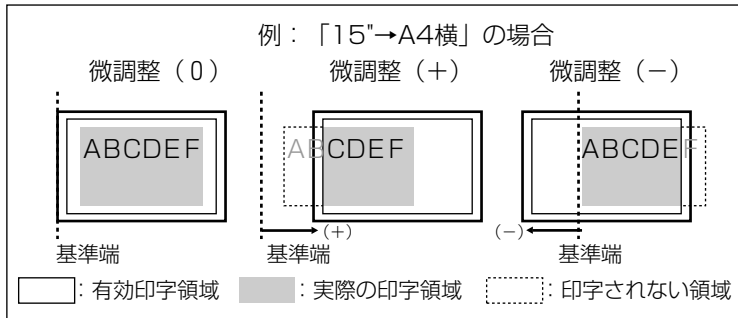 例：「15"→A4横」の場合
微調整（0） 微調整（＋） 微調整（－）
ABCDEF ABCDEF ABCDEF
（＋） （－）
基準端 基準端 基準端
：有効印字領域 ：実際の印字領域 ：印字されない領域